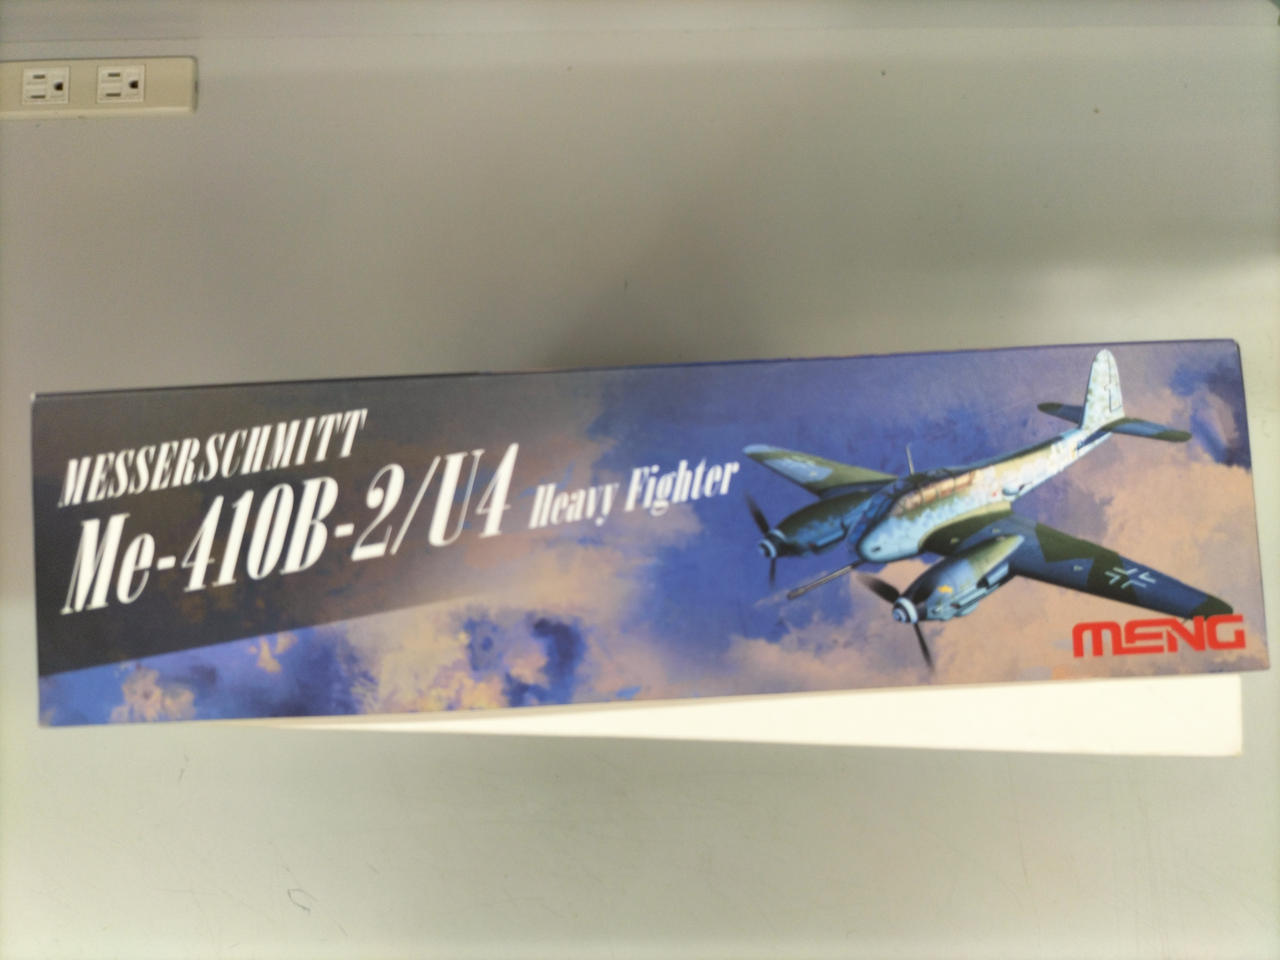 MESSERSCHMITT
Me-410B-2/U4 Heavy Fighter
MENG